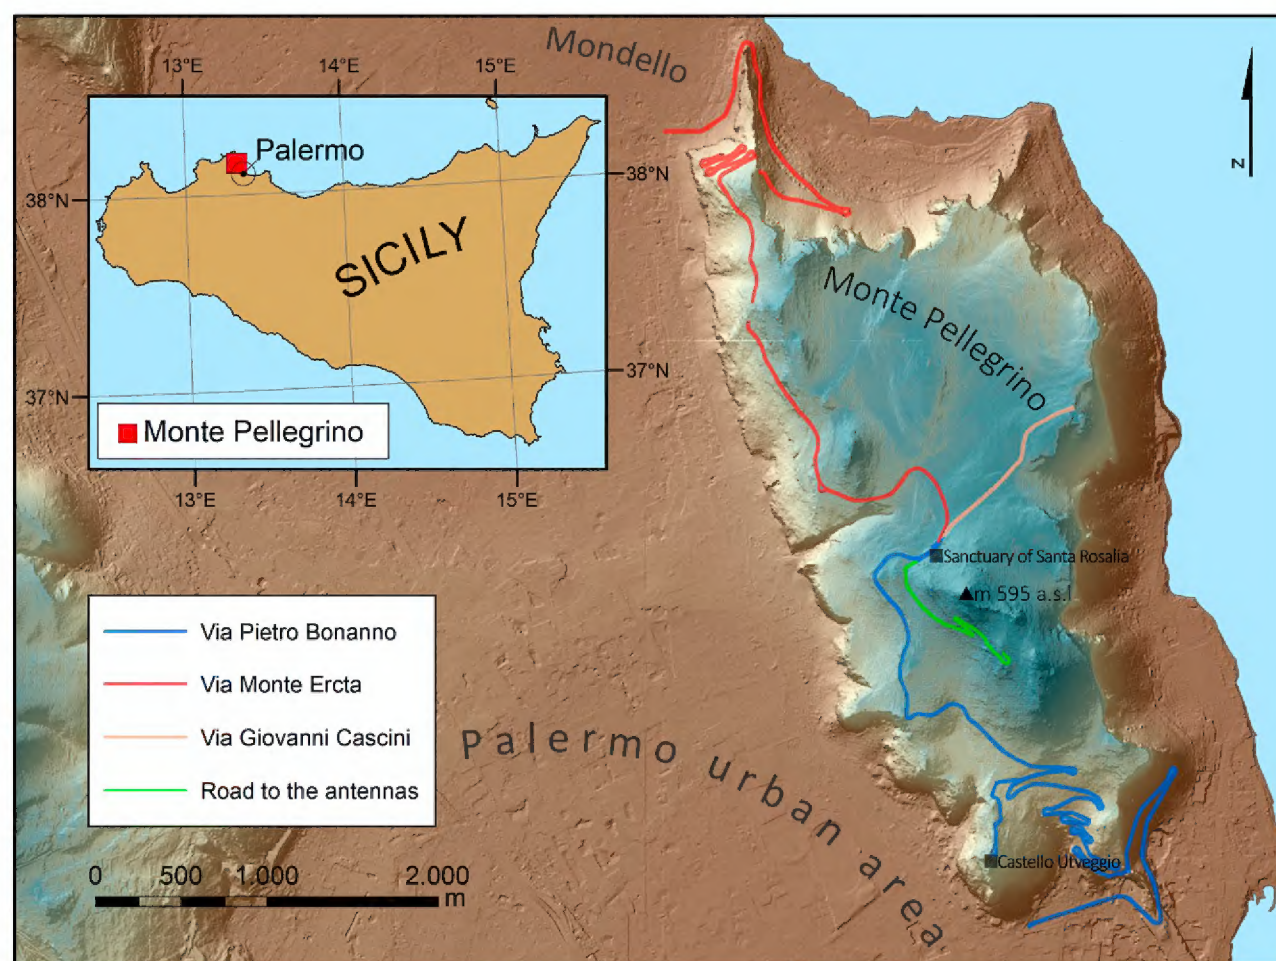 Mondello
13°E
14°E
15°E
Palermo
38°N
38°N
N
SICILY
Monte Pellegrino
37°N
37°N
Monte Pellegrino
13°E
14°E
15°E
Sanctuary of Santa Rosalia
m 595 a.s.l
Via Pietro Bonanno
Via Monte Ercta
Via Giovanni Cascini
Road to the antennas
Palermo urban area
Castello Utveggio
0 500 1.000 2.000
m